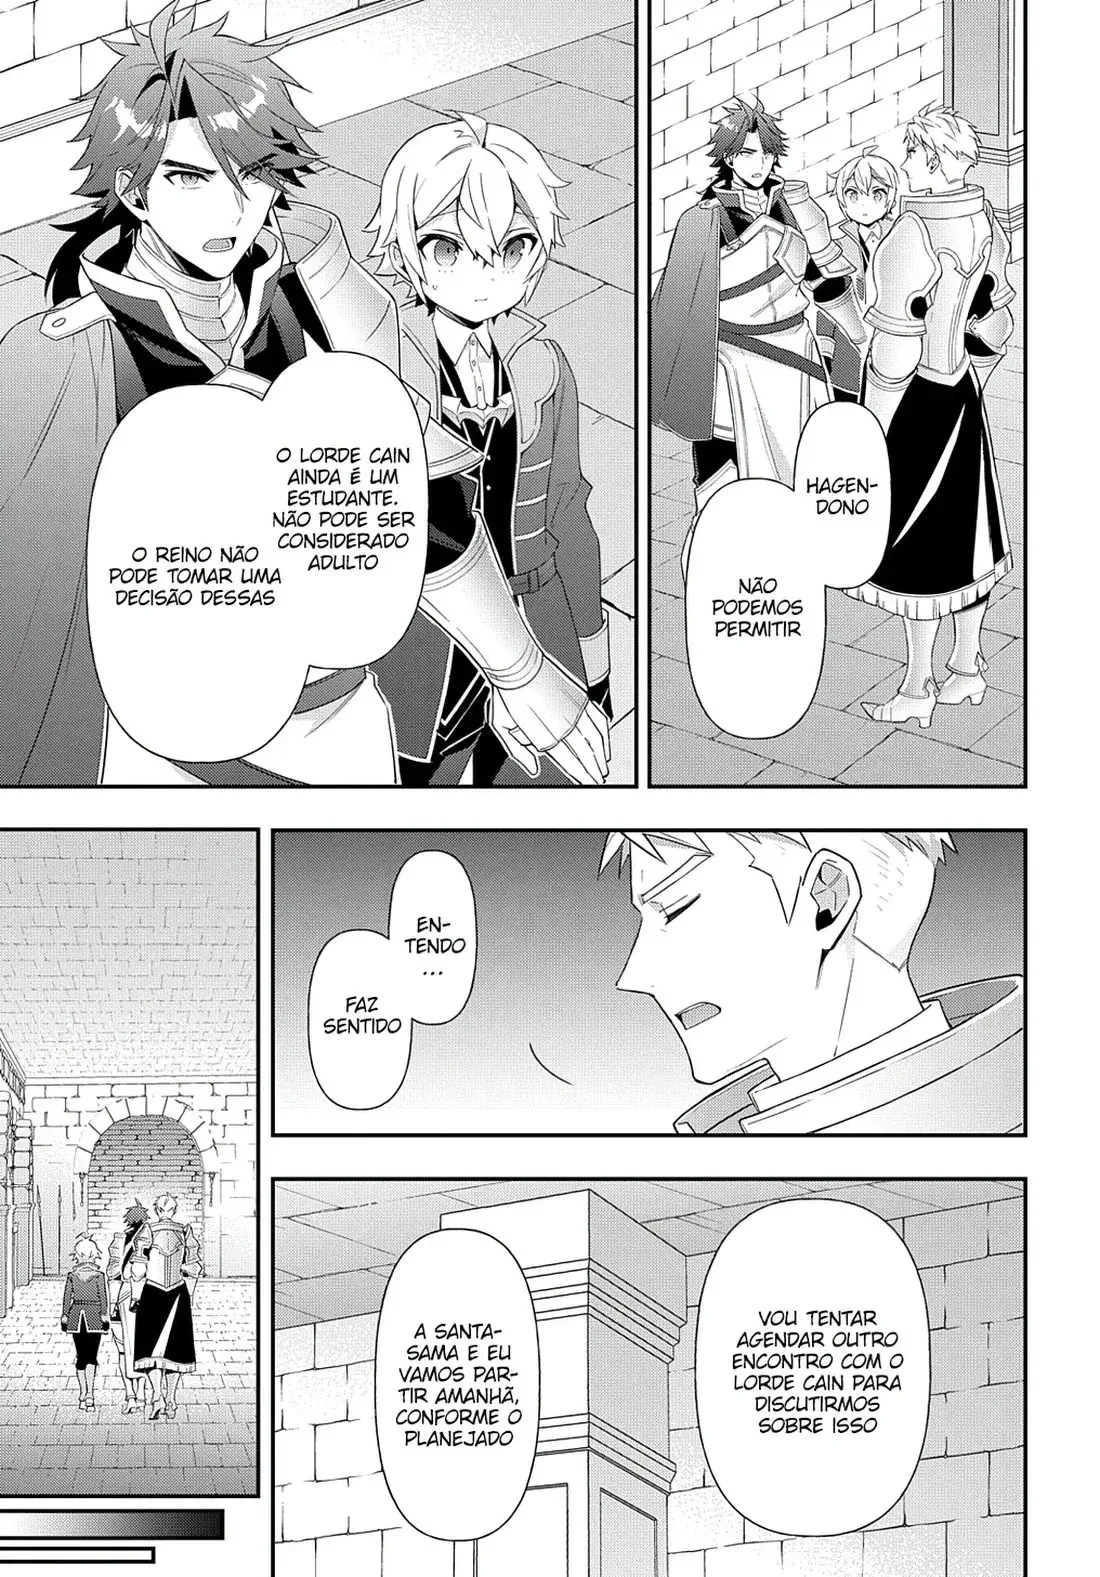 HAGEN-
DONO
NÃO
PODEMOS
PERMITIR
O LORDE CAIN
AINDA É UM
ESTUDANTE.
NÃO PODE SER
CONSIDERADO
ADULTO
O REINO NÃO
PODE TOMAR UMA
DECISÃO DESSAS
EN-
TENDO
...
FAZ
SENTIDO
VOU TENTAR
AGENDAR OUTRO
ENCONTRO COM O
LORDE CAIN PARA
DISCUTIRMOS
SOBRE ISSO
A SANTA-
SAMA E EU
VAMOS PAR-
TIR AMANHÃ,
CONFORME O
PLANEJADO